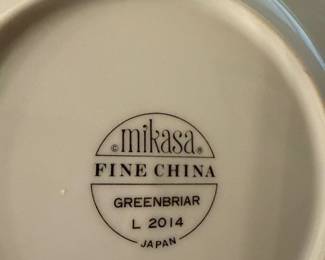 © mikasa ®
FINE CHINA
GREENBRIAR
L 2014
JAPAN